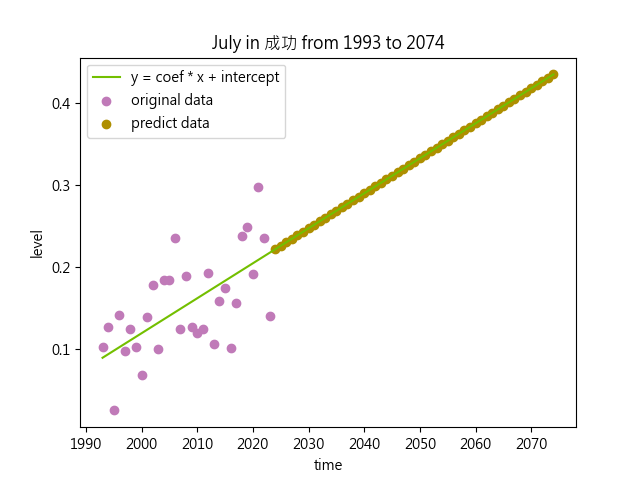 July in 成功 from 1993 to 2074
y = coef * x + intercept
original data
predict data
level
0.4
0.3
0.2
0.1
1990 2000 2010 2020 2030 2040 2050 2060 2070
time